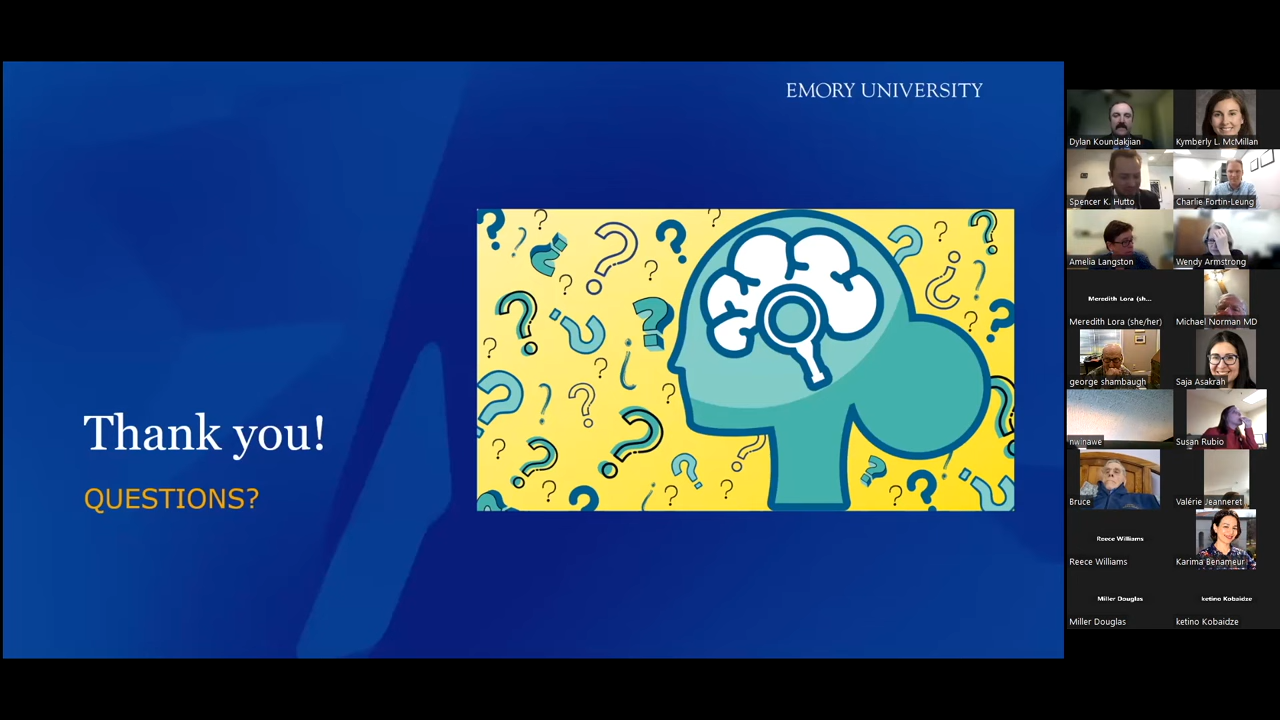 EMORY UNIVERSITY
Thank you!
QUESTIONS?
Dylan Koundakjian
Kymberly L. McMillan
Spencer K. Hutto
Charlie Fortin-Leung
Amelia Langston
Wendy Armstrong
Meredith Lora (sh...
Meredith Lora (she/her)
Michael Norman MD
george shambaugh
Saja Asakrah
nwinawe
Susan Rubio
Bruce
Valérie Jeanneret
Reece Williams
Reece Williams
Karima Benameur
Miller Douglas
ketino Kobaidze
Miller Douglas
ketino Kobaidze